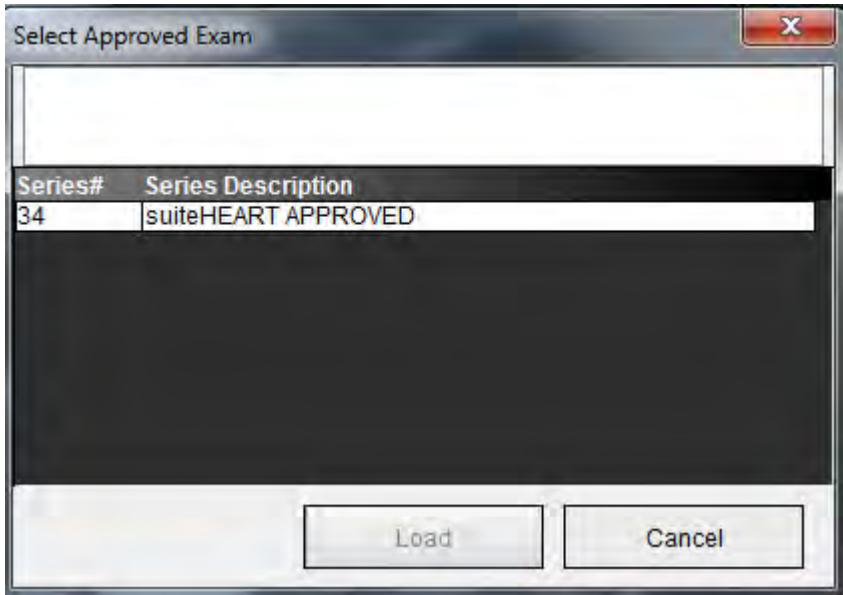 Select Approved Exam
Series# Series Description
34 suiteHEART APPROVED
Load Cancel